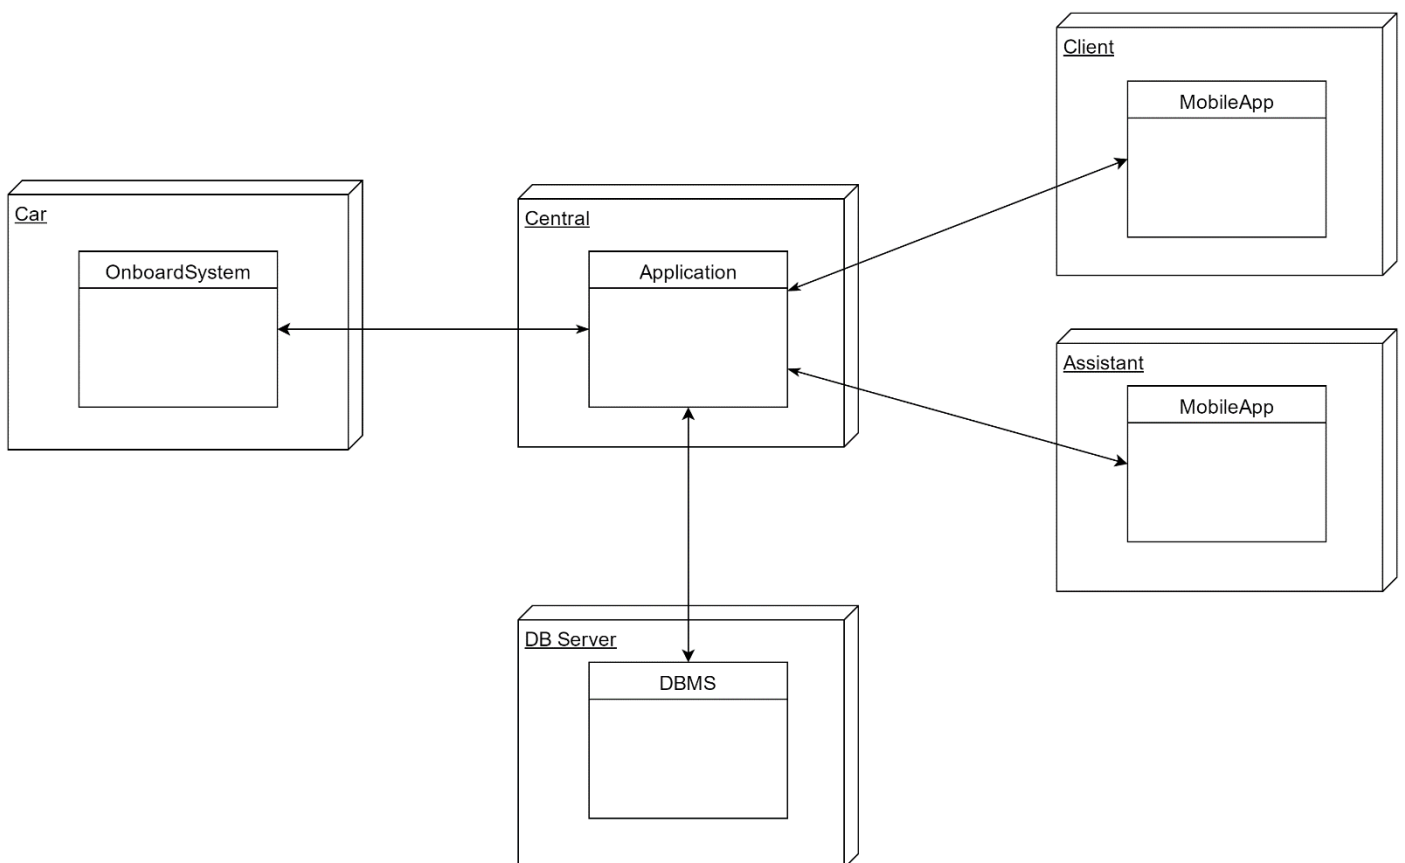 Client
MobileApp
Car
OnboardSystem
Central
Application
Assistant
MobileApp
DB Server
DBMS